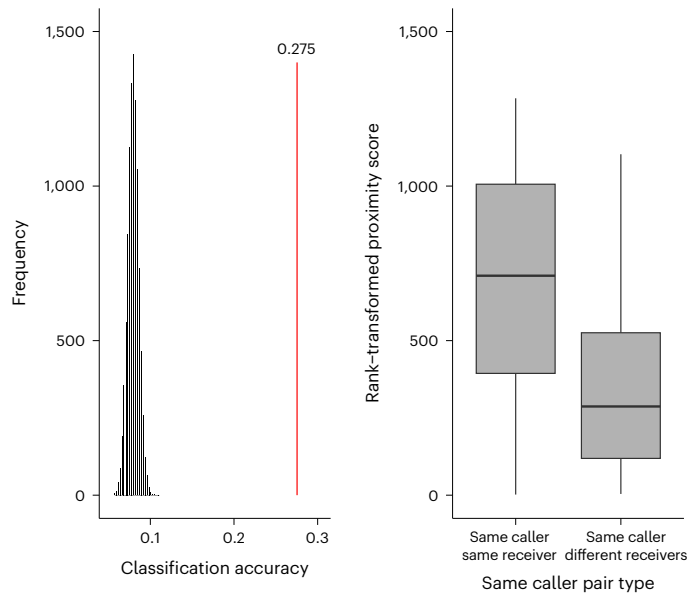 1,500
1,000
500
0
Frequency
0.275
0.1
0.2
0.3
Classification accuracy
1,500
1,000
500
0
Rank–transformed proximity score
Same caller
same receiver
Same caller
different receivers
Same caller pair type